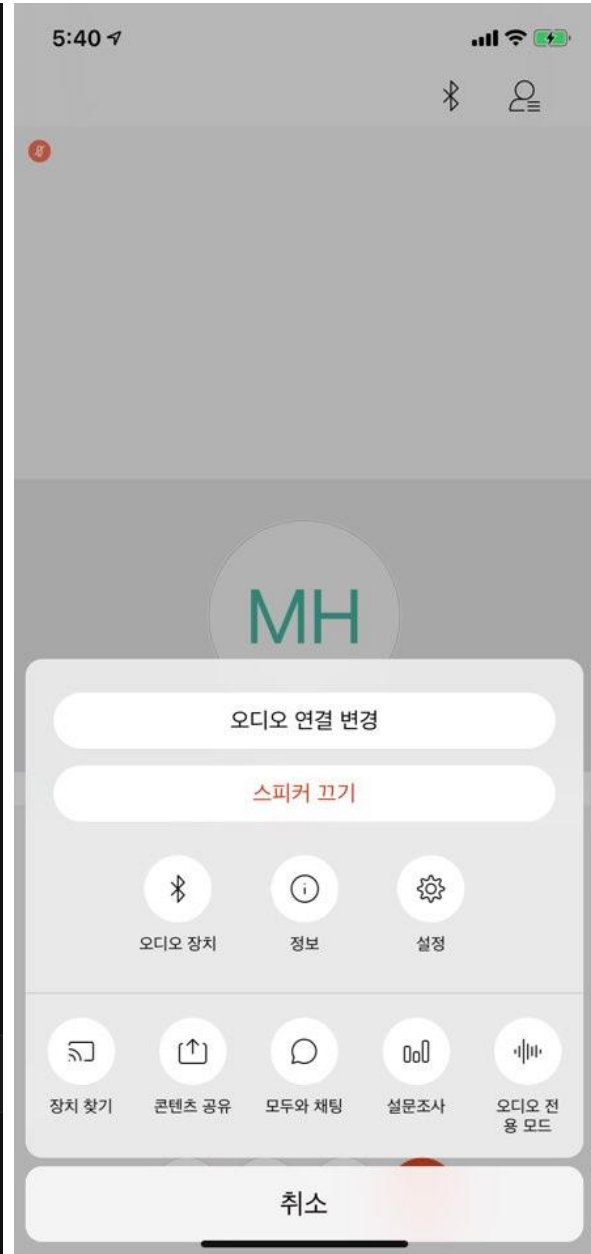 5:40
MH
오디오 연결 변경
스피커 끄기
오디오 장치
정보
설정
장치 찾기
콘텐츠 공유
모두와 채팅
설문조사
오디오 전
용 모드
취소